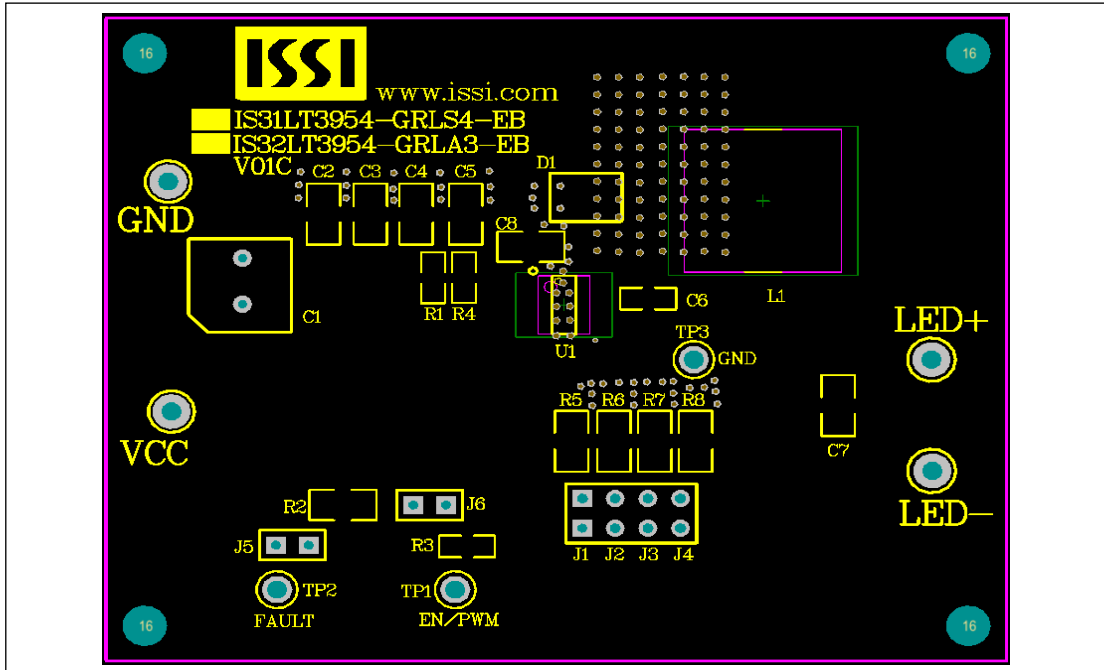 16
16
ISSI
www.issi.com
IS31LT3954-GRLS4-EB
IS32LT3954-GRLA3-EB
V01C
C2 C3 C4 C5
D1
GND
C8
C1
R1 R4
U1
C6
L1
TP3
GND
LED+
R5 R6 R7 R8
C7
VCC
LED-
R2
J6
J5
R3
J1 J2 J3 J4
TP2
FAULT
TP1
EN/PWM
16
16